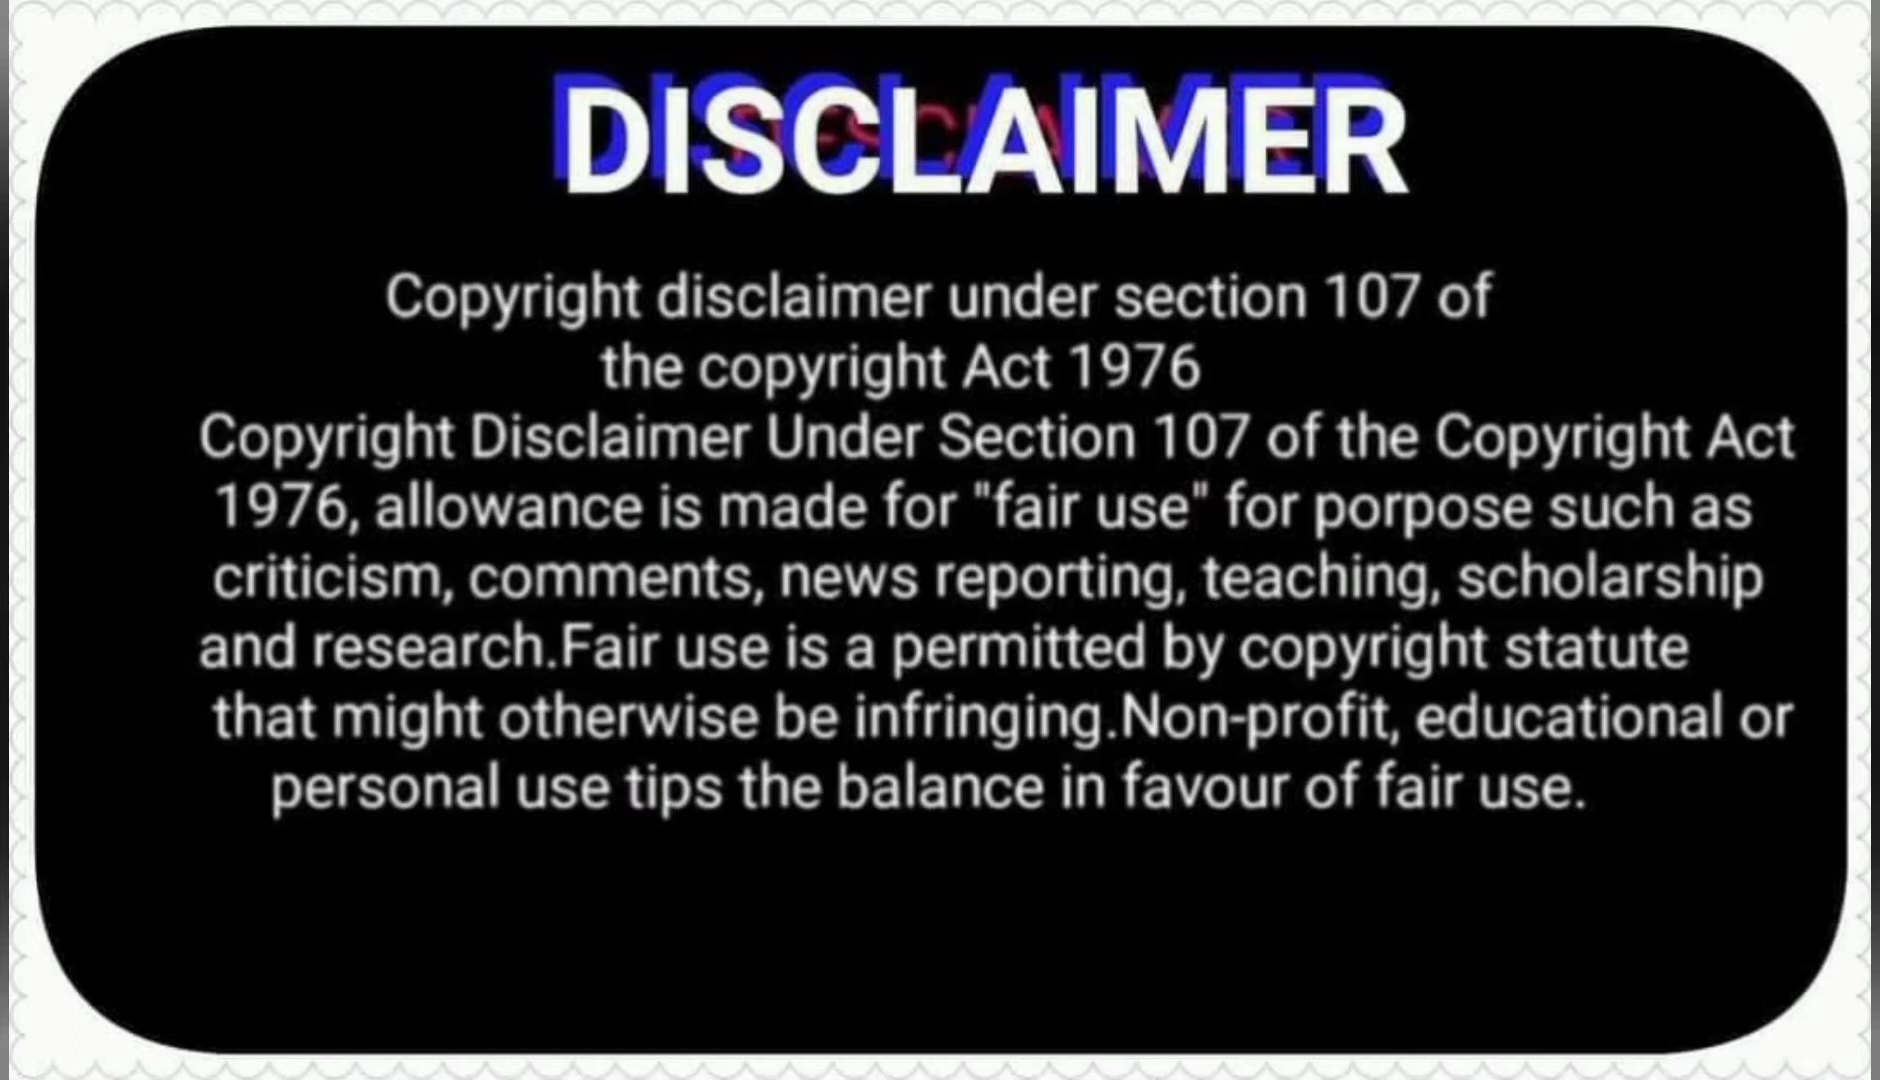 DISCLAIMER
Copyright disclaimer under section 107 of
the copyright Act 1976
Copyright Disclaimer Under Section 107 of the Copyright Act
1976, allowance is made for "fair use" for porpose such as
criticism, comments, news reporting, teaching, scholarship
and research.Fair use is a permitted by copyright statute
that might otherwise be infringing.Non-profit, educational or
personal use tips the balance in favour of fair use.